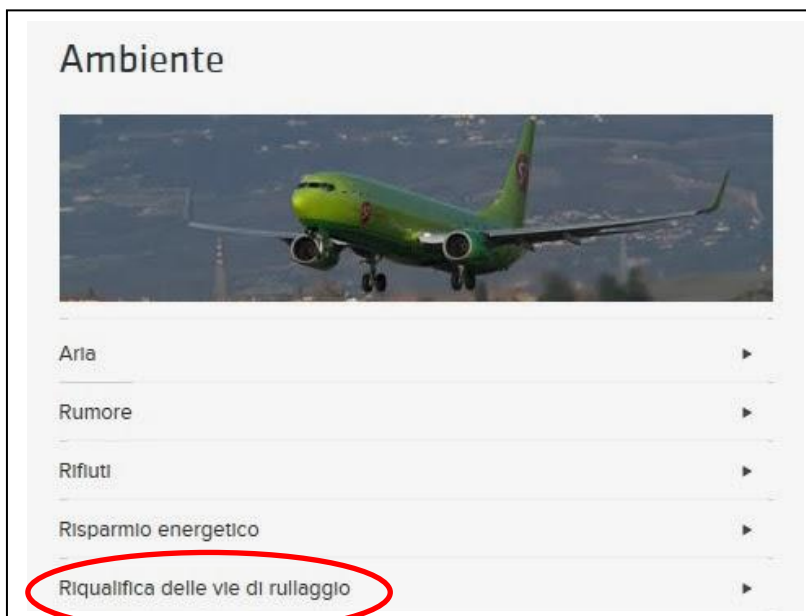 Ambiente
Aria
Rumore
Rifiuti
Risparmio energetico
Riqualifica delle vie di rullaggio